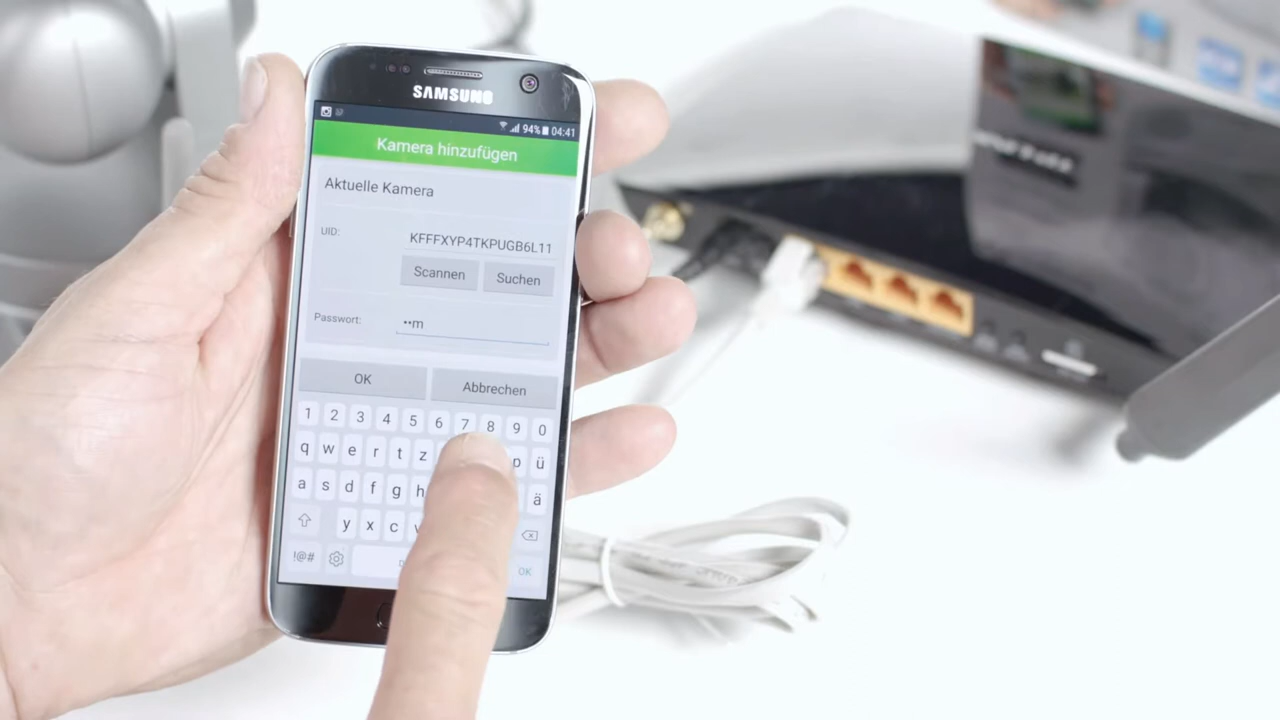 SAMSUNG
94% 04:41
Kamera hinzufügen
Aktuelle Kamera
UID: KFFFXYP4TKPUGB6L11
Scannen Suchen
Passwort: ••m
OK Abbrechen
1 2 3 4 5 6 7 8 9 0
q w e r t z p ü
a s d f g h ä
y x c
!@# OK